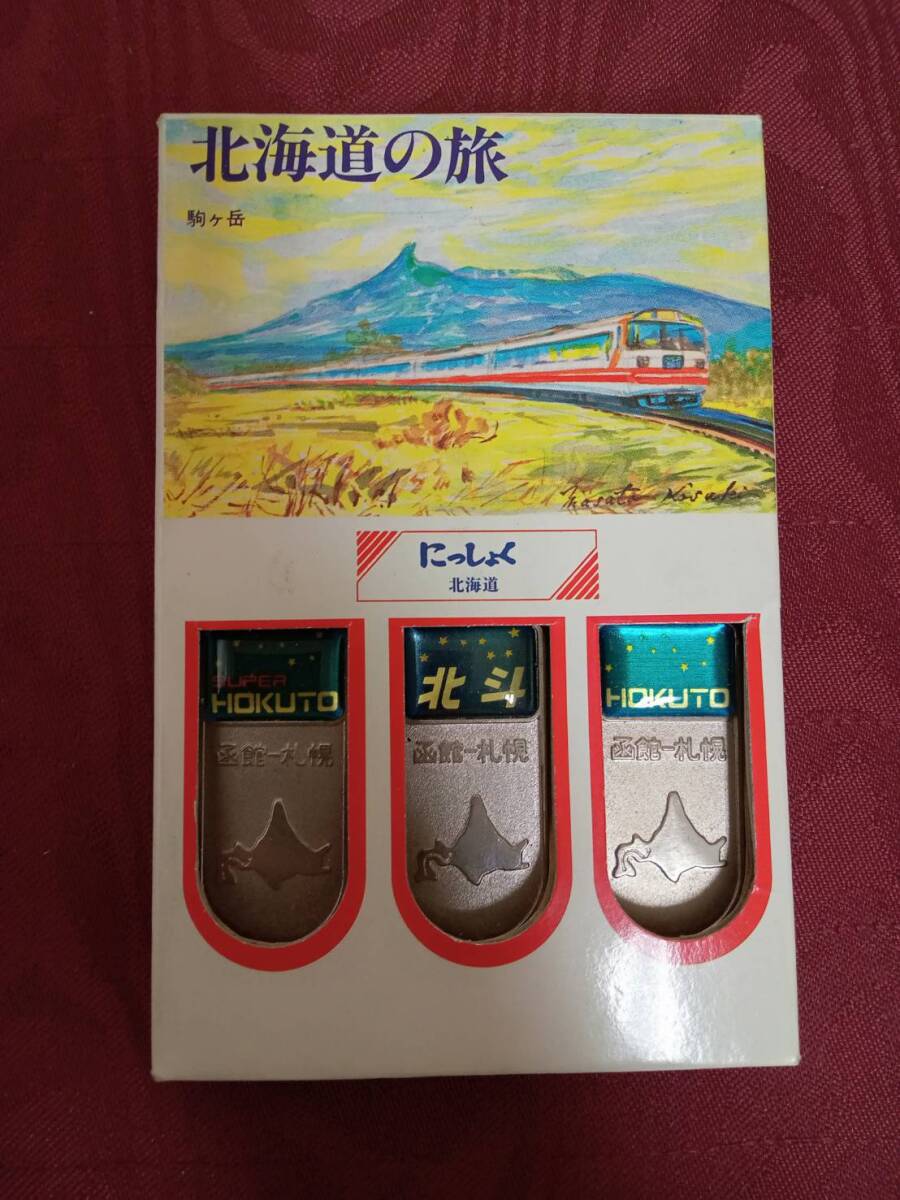 北海道の旅
駒ヶ岳
Masato Kosaki
にっしょく
北海道
SUPER
HOKUTO
函館-札幌
北斗
函館-札幌
HOKUTO
函館-札幌